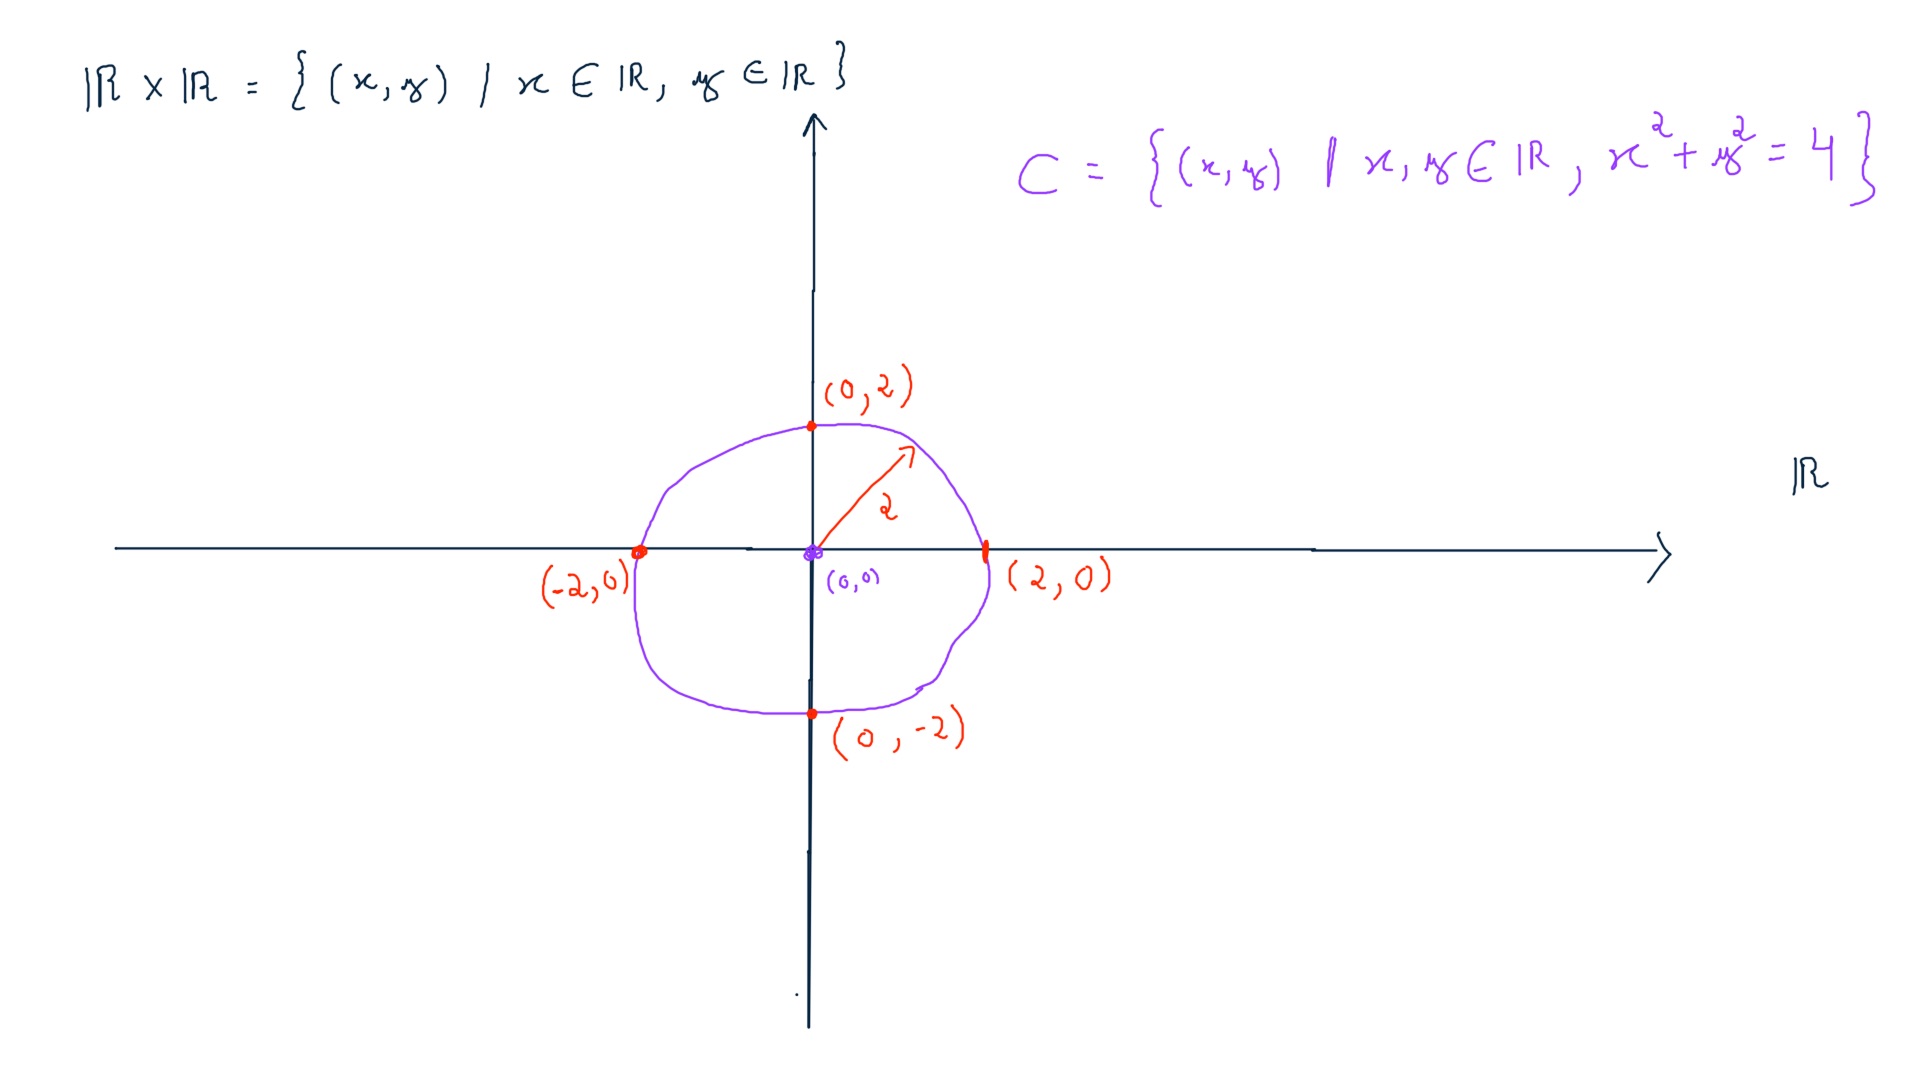 ℝ × ℝ = { (x, y) | x ∈ ℝ, y ∈ ℝ }
C = { (x, y) | x, y ∈ ℝ, x² + y² = 4 }
(0, 2)
ℝ
2
(-2, 0)
(0, 0)
(2, 0)
(0, -2)